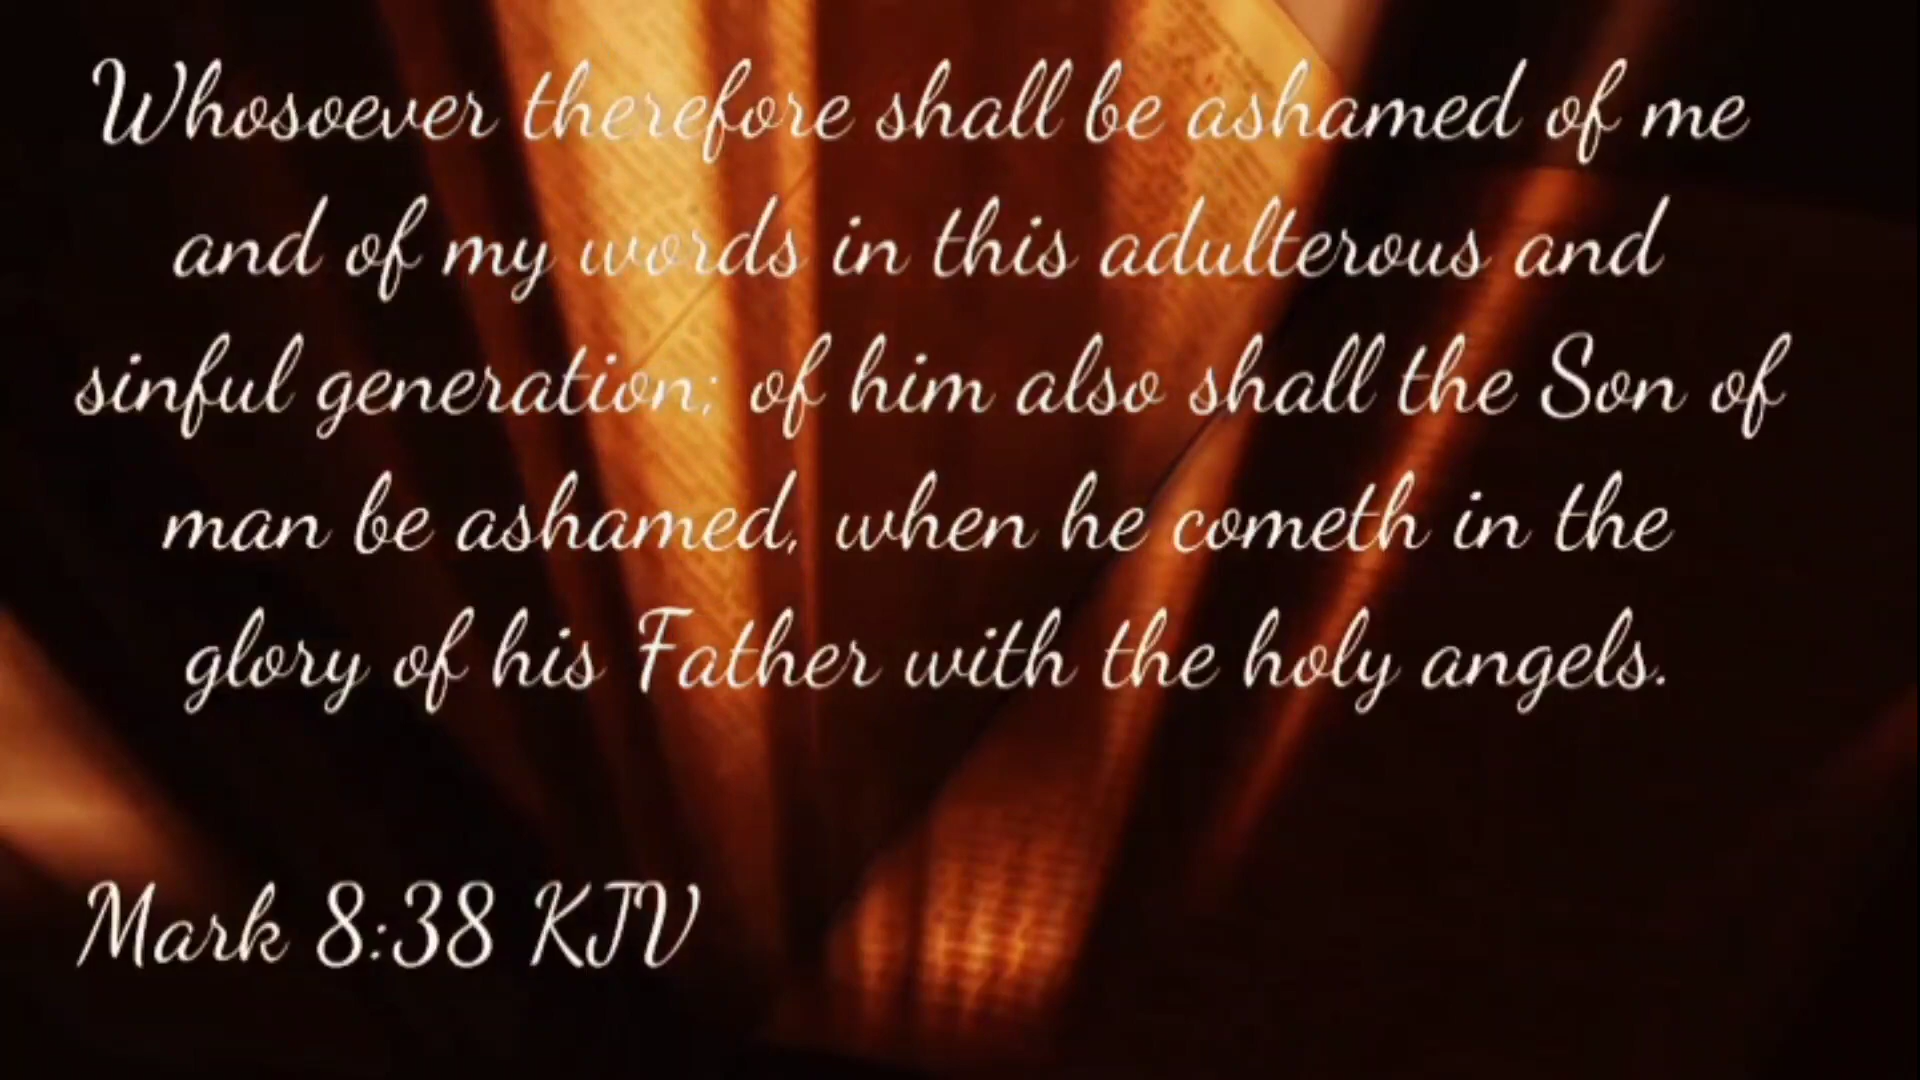 Whosoever therefore shall be ashamed of me
and of my words in this adulterous and
sinful generation; of him also shall the Son of
man be ashamed, when he cometh in the
glory of his Father with the holy angels.
Mark 8:38 KJV